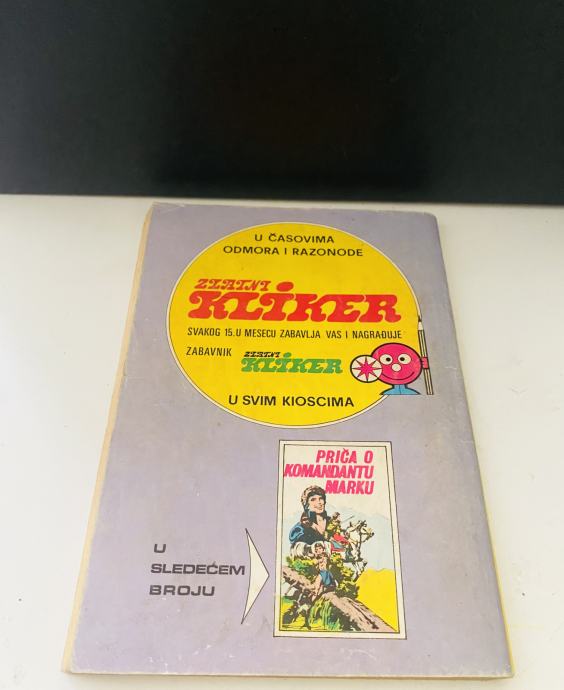 U ČASOVIMA
ODMORA I RAZONODE
ZLATNI
KLIKER
SVAKOG 15. U MESECU ZABAVLJA VAS I NAGRAĐUJE
ZABAVNIK ZLATNI
KLIKER
U SVIM KIOSCIMA
PRIČA O
KOMANDANTU
MARKU
U
SLEDEĆEM
BROJU